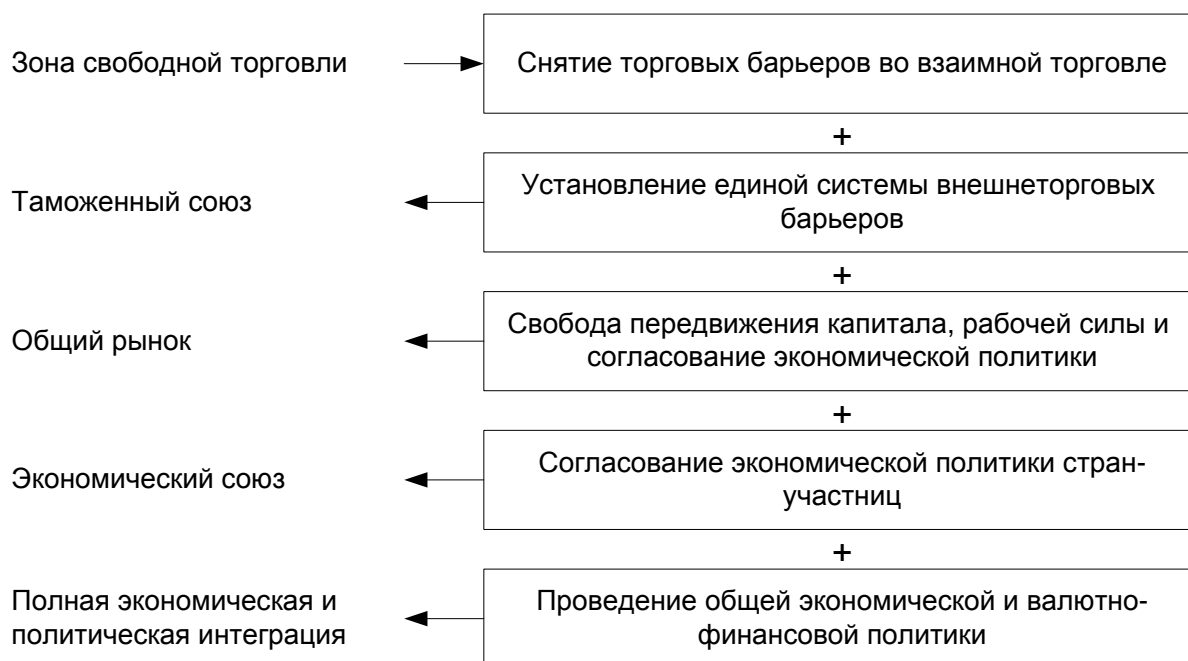 Зона свободной торговли
Снятие торговых барьеров во взаимной торговле
+
Таможенный союз
Установление единой системы внешнеторговых
барьеров
+
Общий рынок
Свобода передвижения капитала, рабочей силы и
согласование экономической политики
+
Экономический союз
Согласование экономической политики стран-
участниц
+
Полная экономическая и
политическая интеграция
Проведение общей экономической и валютно-
финансовой политики